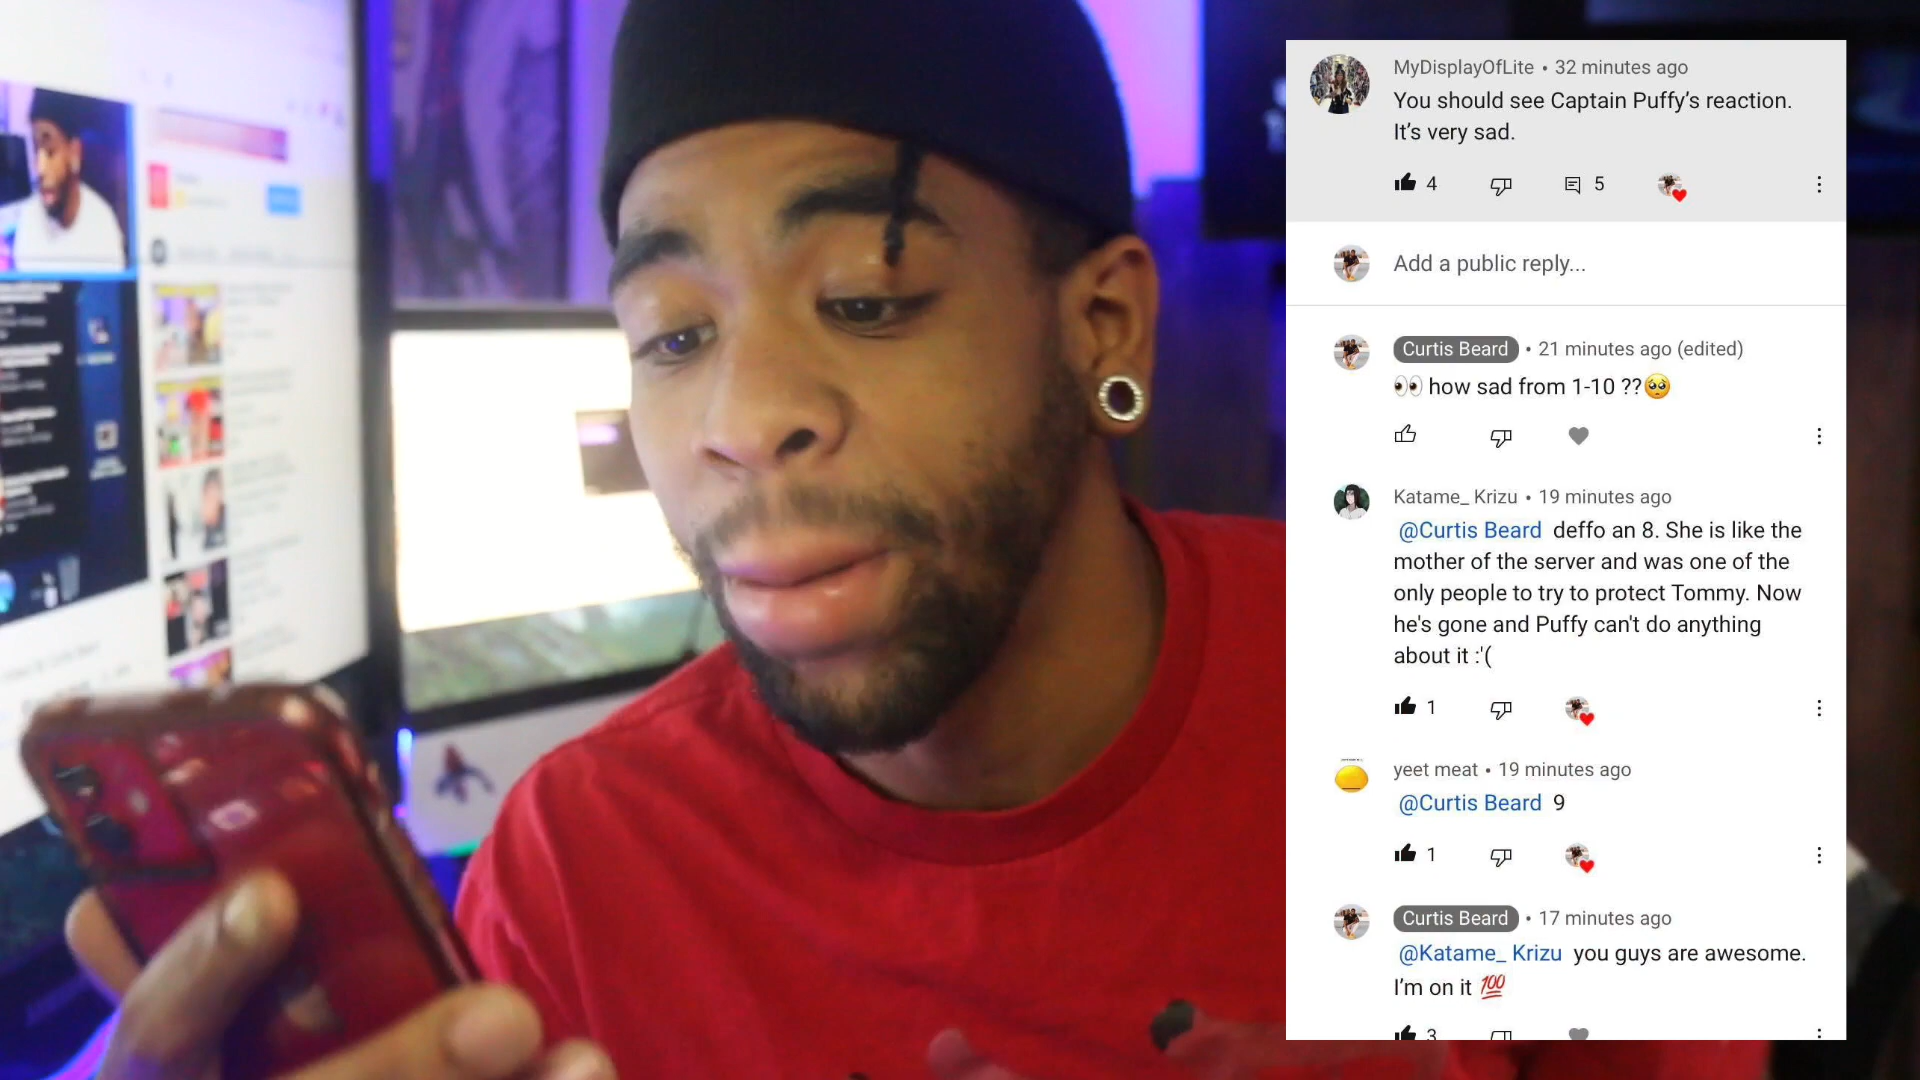 MyDisplayOfLite • 32 minutes ago
You should see Captain Puffy’s reaction.
It’s very sad.
4
5
Add a public reply...
Curtis Beard • 21 minutes ago (edited)
👀 how sad from 1-10 ??🥺
Katame_ Krizu • 19 minutes ago
@Curtis Beard deffo an 8. She is like the
mother of the server and was one of the
only people to try to protect Tommy. Now
he's gone and Puffy can't do anything
about it :'(
1
yeet meat • 19 minutes ago
@Curtis Beard 9
1
Curtis Beard • 17 minutes ago
@Katame_ Krizu you guys are awesome.
I’m on it 💯
3